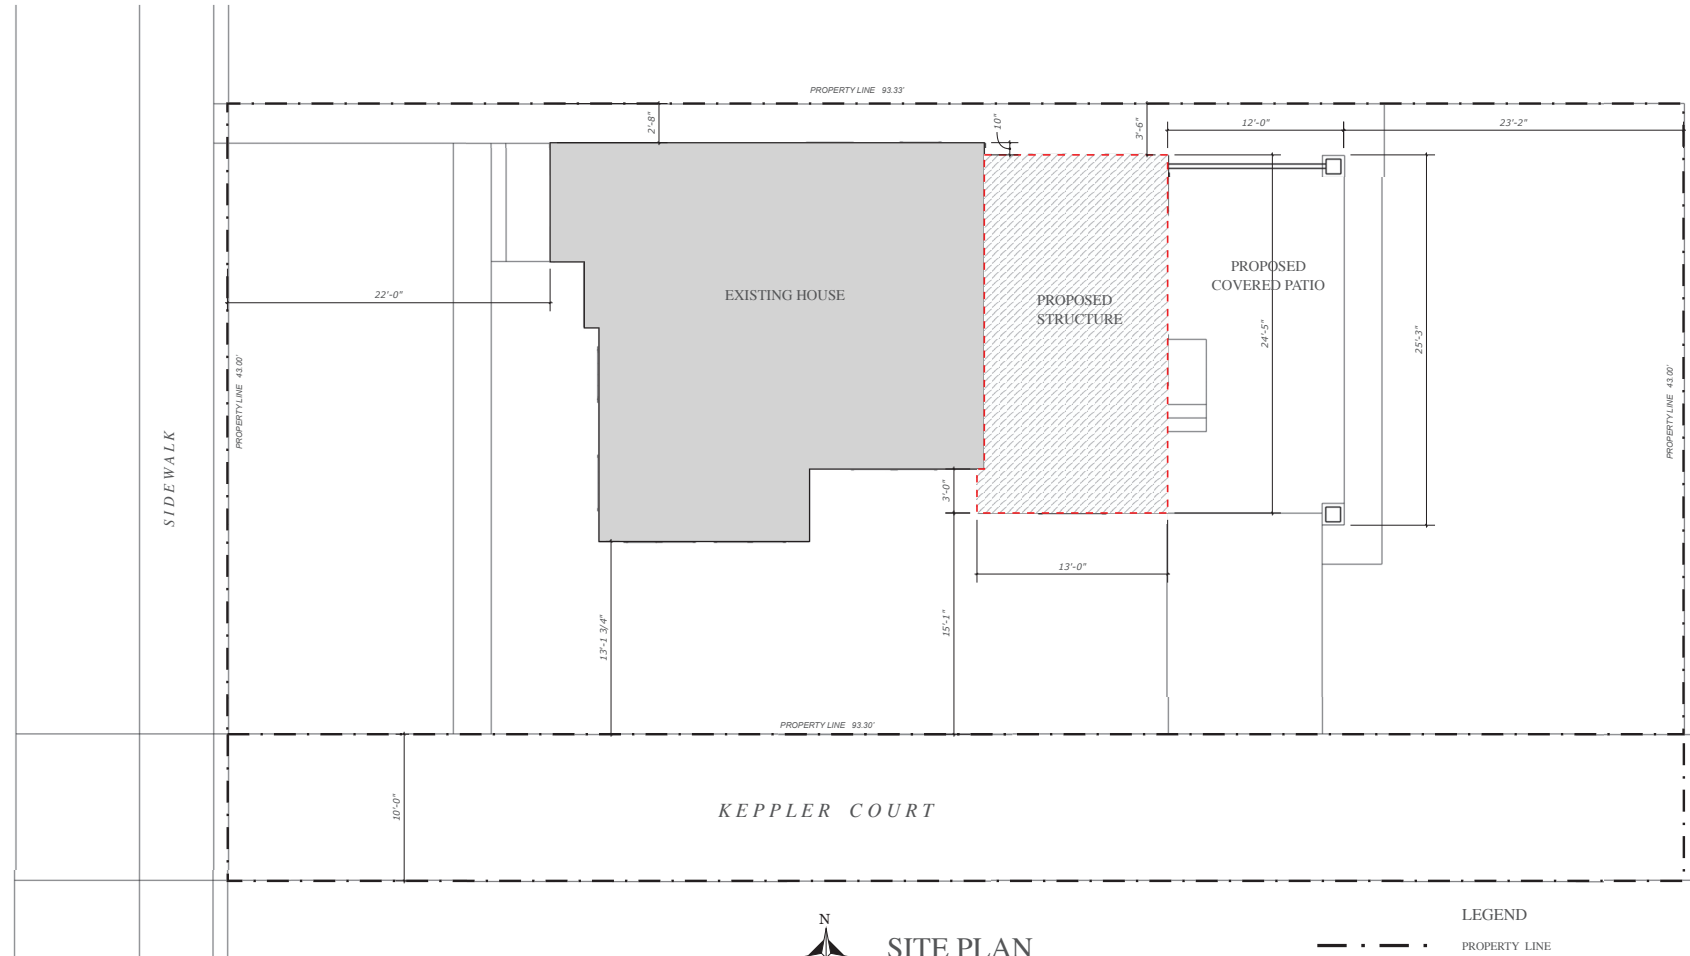 PROPERTY LINE 93.33'
2'-8"
10"
3'-6"
12'-0"
23'-2"
22'-0"
EXISTING HOUSE
PROPOSED
STRUCTURE
PROPOSED
COVERED PATIO
24'-5"
25'-3"
PROPERTY LINE 43.00'
PROPERTY LINE 43.00'
SIDEWALK
3'-0"
13'-0"
13'-1 3/4"
15'-1"
PROPERTY LINE 93.30'
10'-0"
KEPPLER COURT
N
SITE PLAN
LEGEND
PROPERTY LINE